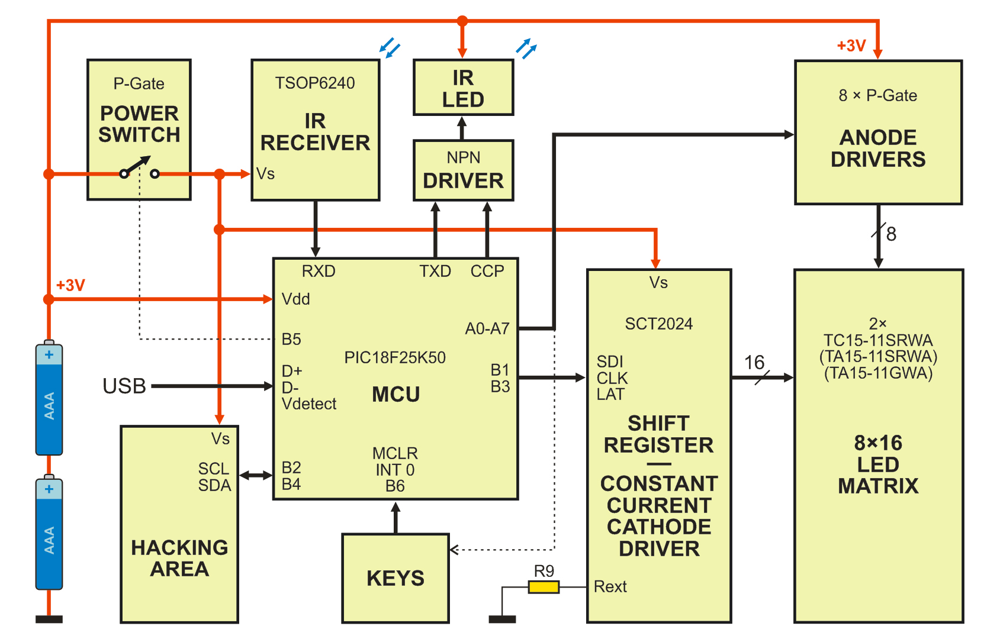 +3V
P-Gate
POWER
SWITCH
TSOP6240
IR
RECEIVER
Vs
IR
LED
NPN
DRIVER
8 × P-Gate
ANODE
DRIVERS
8
+3V
RXD
TXD
CCP
Vdd
B5
D+
D-
Vdetect
USB
A0-A7
PIC18F25K50
MCU
B1
B3
MCLR
INT 0
B6
B2
B4
Vs
SCT2024
SDI
CLK
LAT
SHIFT
REGISTER
—
CONSTANT
CURRENT
CATHODE
DRIVER
Rext
R9
16
2×
TC15-11SRWA
(TA15-11SRWA)
(TA15-11GWA)
8×16
LED
MATRIX
+
AAA
+
AAA
Vs
SCL
SDA
HACKING
AREA
KEYS